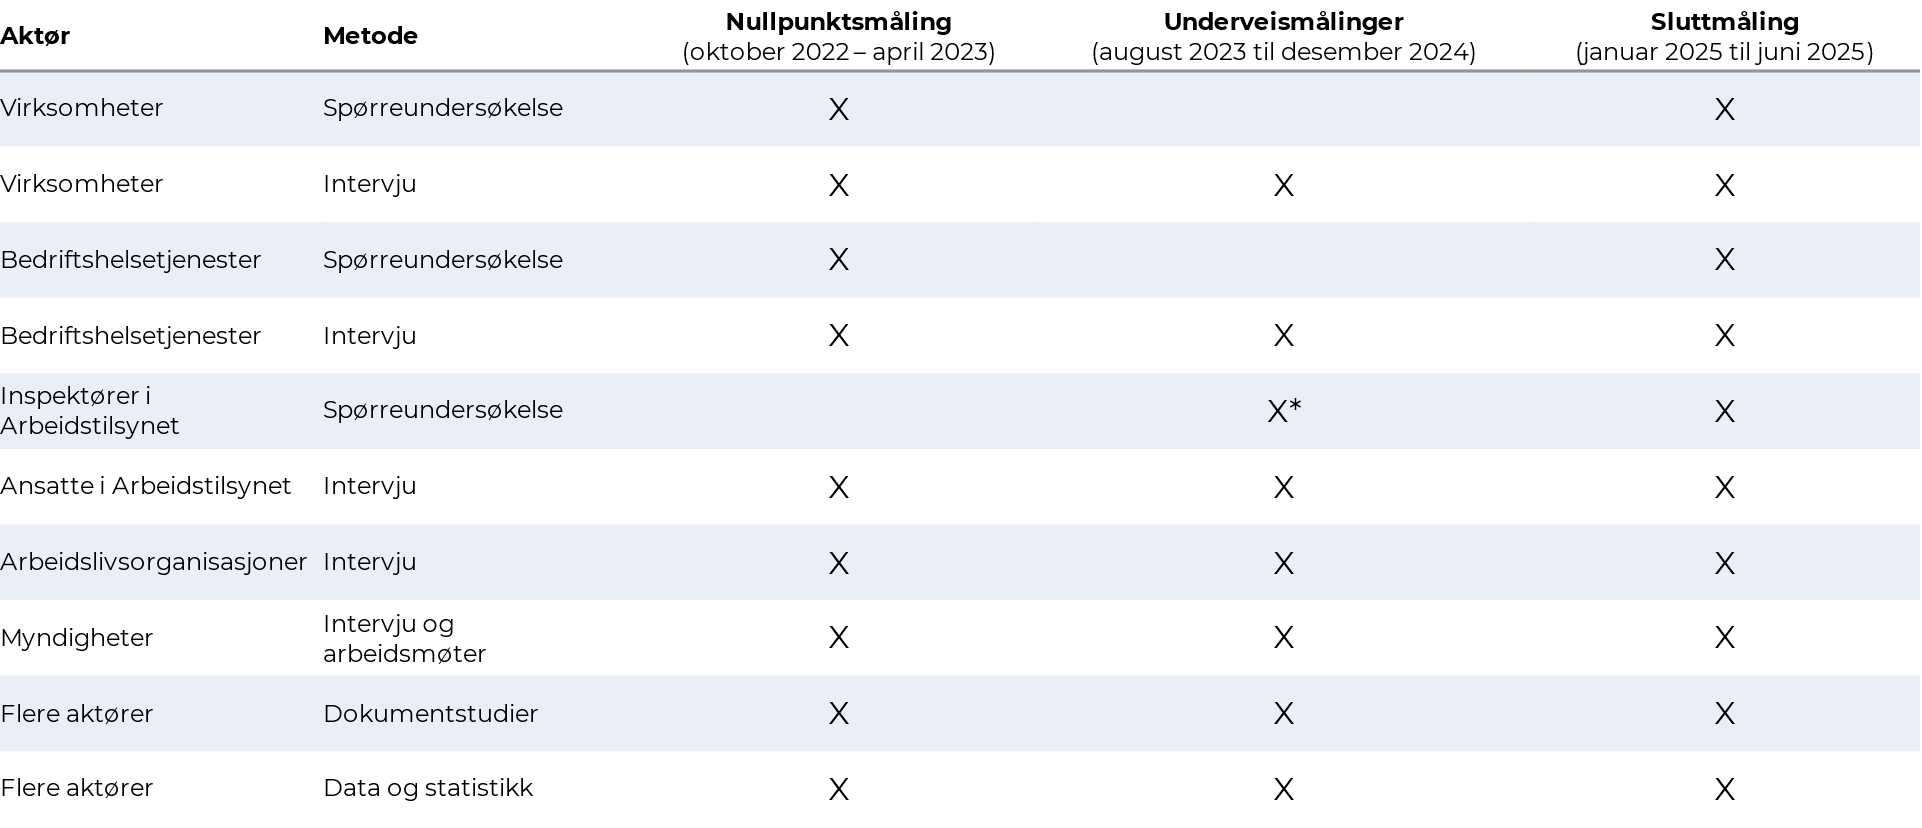 Aktør Metode Nullpunktsmåling Underveismålinger Sluttmåling
(oktober 2022 – april 2023) (august 2023 til desember 2024) (januar 2025 til juni 2025)
Virksomheter Spørreundersøkelse X X
Virksomheter Intervju X X X
Bedriftshelsetjenester Spørreundersøkelse X X
Bedriftshelsetjenester Intervju X X X
Inspektører i
Arbeidstilsynet Spørreundersøkelse X* X
Ansatte i Arbeidstilsynet Intervju X X X
Arbeidslivsorganisasjoner Intervju X X X
Myndigheter Intervju og
arbeidsmøter X X X
Flere aktører Dokumentstudier X X X
Flere aktører Data og statistikk X X X